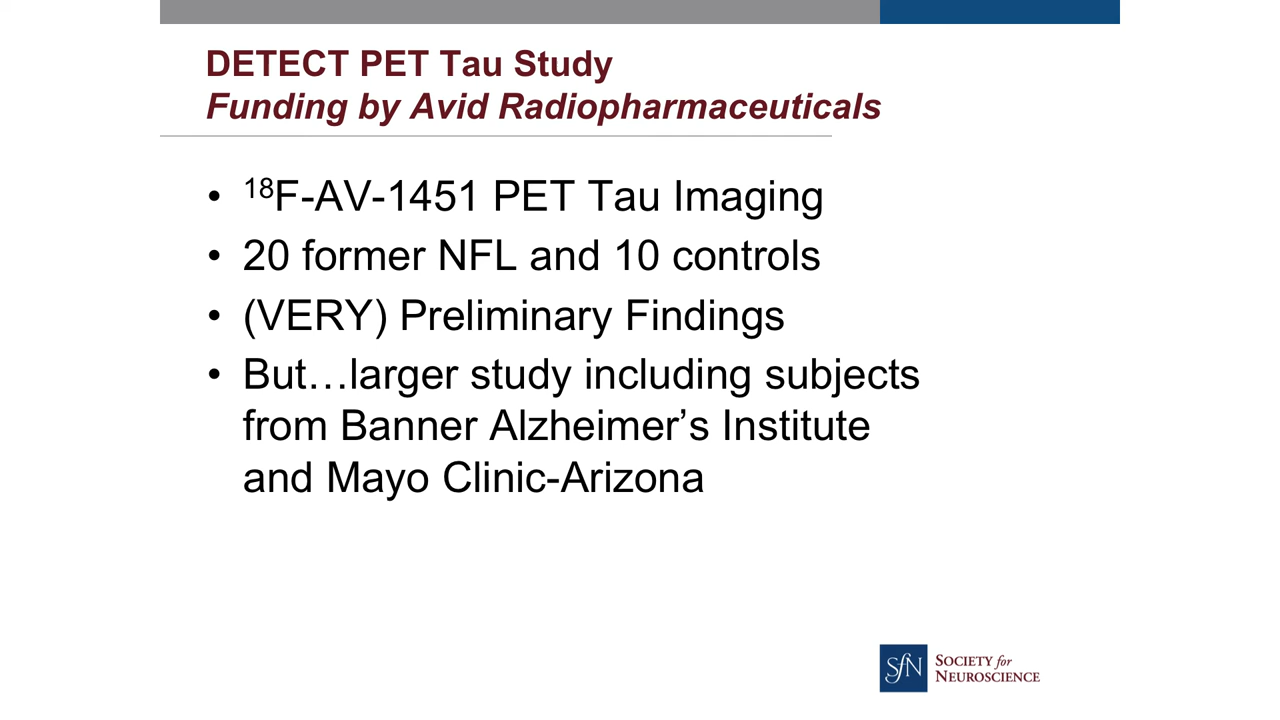 DETECT PET Tau Study
Funding by Avid Radiopharmaceuticals
• ¹⁸F-AV-1451 PET Tau Imaging
• 20 former NFL and 10 controls
• (VERY) Preliminary Findings
• But…larger study including subjects
from Banner Alzheimer’s Institute
and Mayo Clinic-Arizona
SfN
SOCIETY for
NEUROSCIENCE